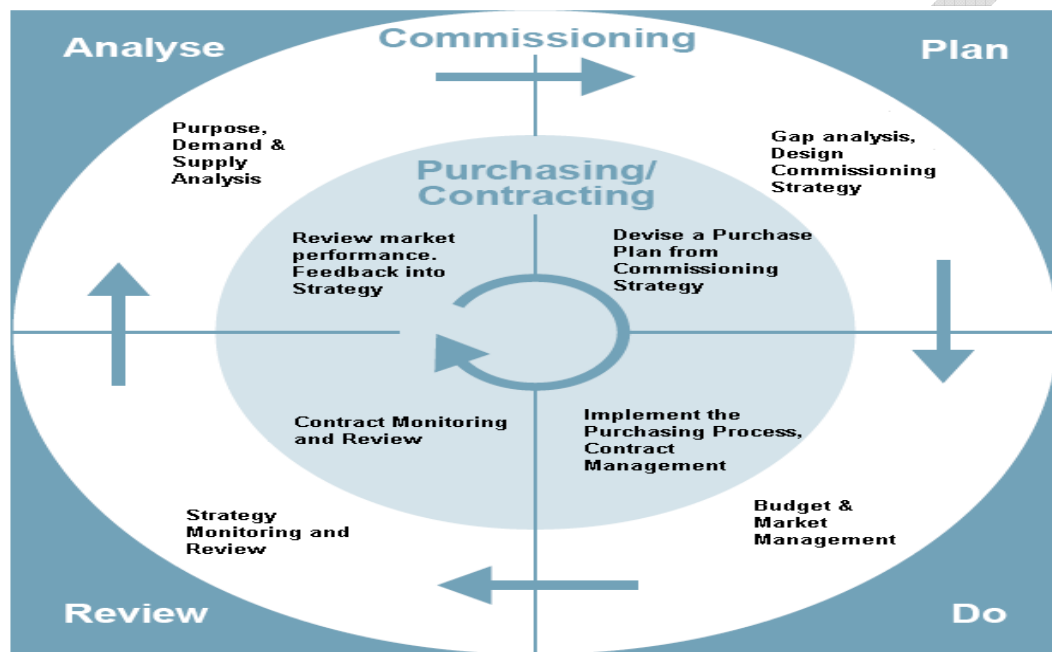 Analyse
Commissioning
Plan
Purpose,
Demand &
Supply
Analysis
Gap analysis,
Design
Commissioning
Strategy
Purchasing/
Contracting
Review market
performance.
Feedback into
Strategy
Devise a Purchase
Plan from
Commissioning
Strategy
Contract Monitoring
and Review
Implement the
Purchasing Process,
Contract
Management
Strategy
Monitoring and
Review
Budget &
Market
Management
Review
Do